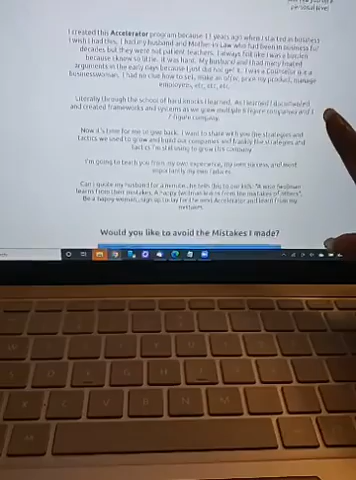 personal level
I created this Accelerator program because 11 years ago when I started in business
I wish I had this. I had my husband and Mother-in Law who had been in business for
decades but they were not patient teachers. I always felt like I was a burden
because I knew so little. It was hard. My husband and I had many heated
arguments in the early days because I just did not get it. I was a Counselor not a
businesswoman. I had no clue how to sell, make an offer, price my product, manage
employees, etc, etc, etc.
Literally through the school of hard knocks I learned. As I learned I documented
and created frameworks and systems as we grew multiple 6 figure companies and
7 figure company.
Now it's time for me to give back. I want to share with you the strategies and
tactics we used to grow and build our companies and frankly the strategies and
tactics I'm still using to grow this company.
I'm going to teach you from my own experience, my own success, and most
importantly my own failures.
Can I quote my husband for a minute, he tells this to our kids: "A wise
learns from their mistakes. A happy learns from the mistakes of others".
Be a happy woman, sign up today for the Accelerator and learn from my
mistakes.
Would you like to avoid the Mistakes I made?